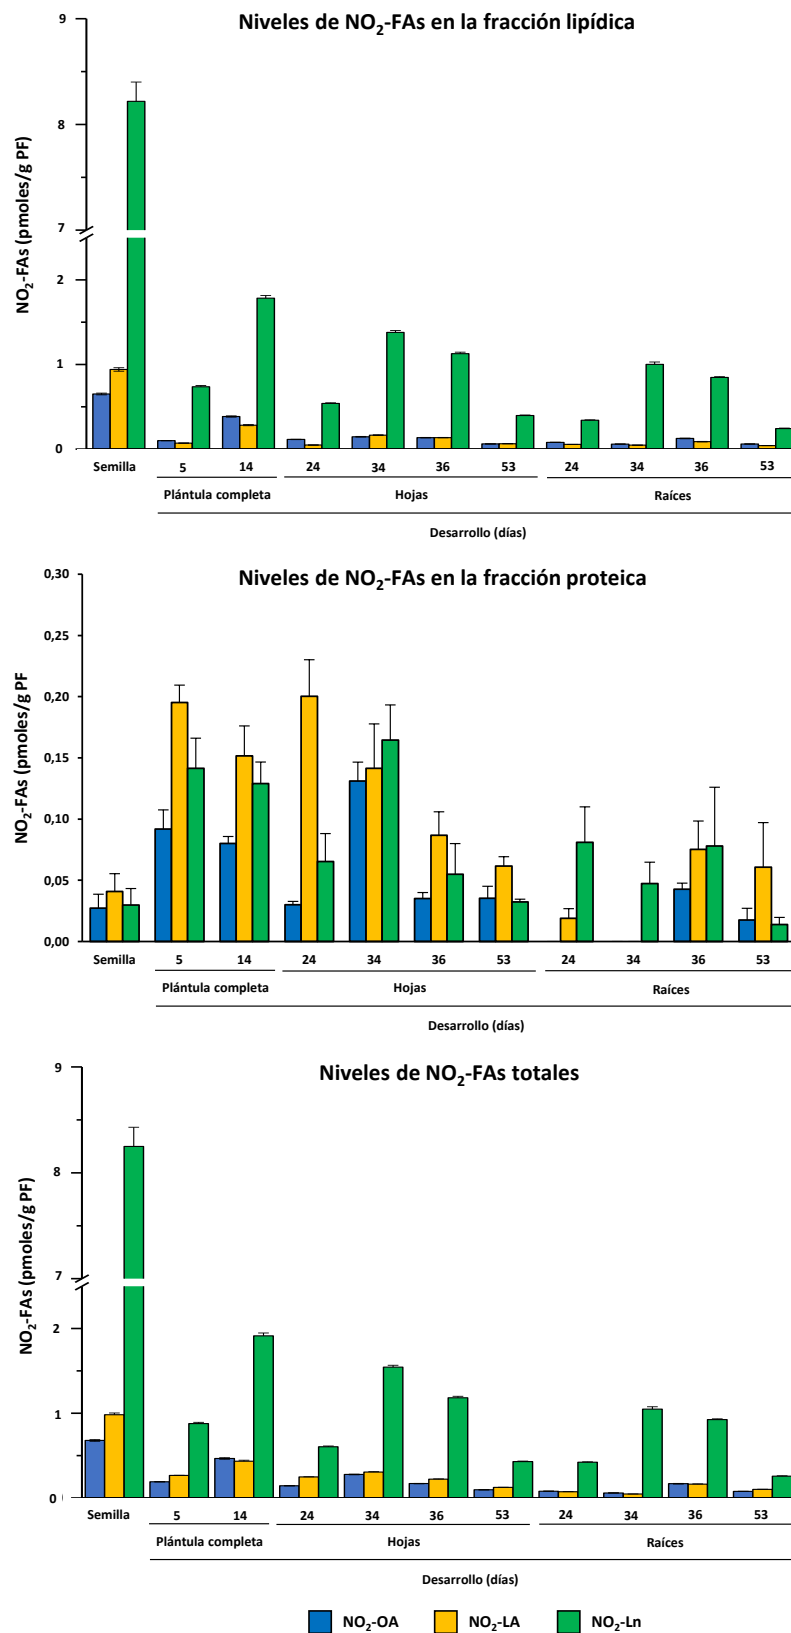 Niveles de NO₂-FAs en la fracción lipídica
NO₂-FAs (pmoles/g PF)
9
8
7
2
1
0
Semilla 5 14 24 34 36 53 24 34 36 53
Plántula completa Hojas Raíces
Desarrollo (días)
Niveles de NO₂-FAs en la fracción proteica
NO₂-FAs (pmoles/g PF
0,30
0,25
0,20
0,15
0,10
0,05
0,00
Semilla 5 14 24 34 36 53 24 34 36 53
Plántula completa Hojas Raíces
Desarrollo (días)
Niveles de NO₂-FAs totales
NO₂-FAs (pmoles/g PF)
9
8
7
2
1
0
Semilla 5 14 24 34 36 53 24 34 36 53
Plántula completa Hojas Raíces
Desarrollo (días)
NO₂-OA NO₂-LA NO₂-Ln